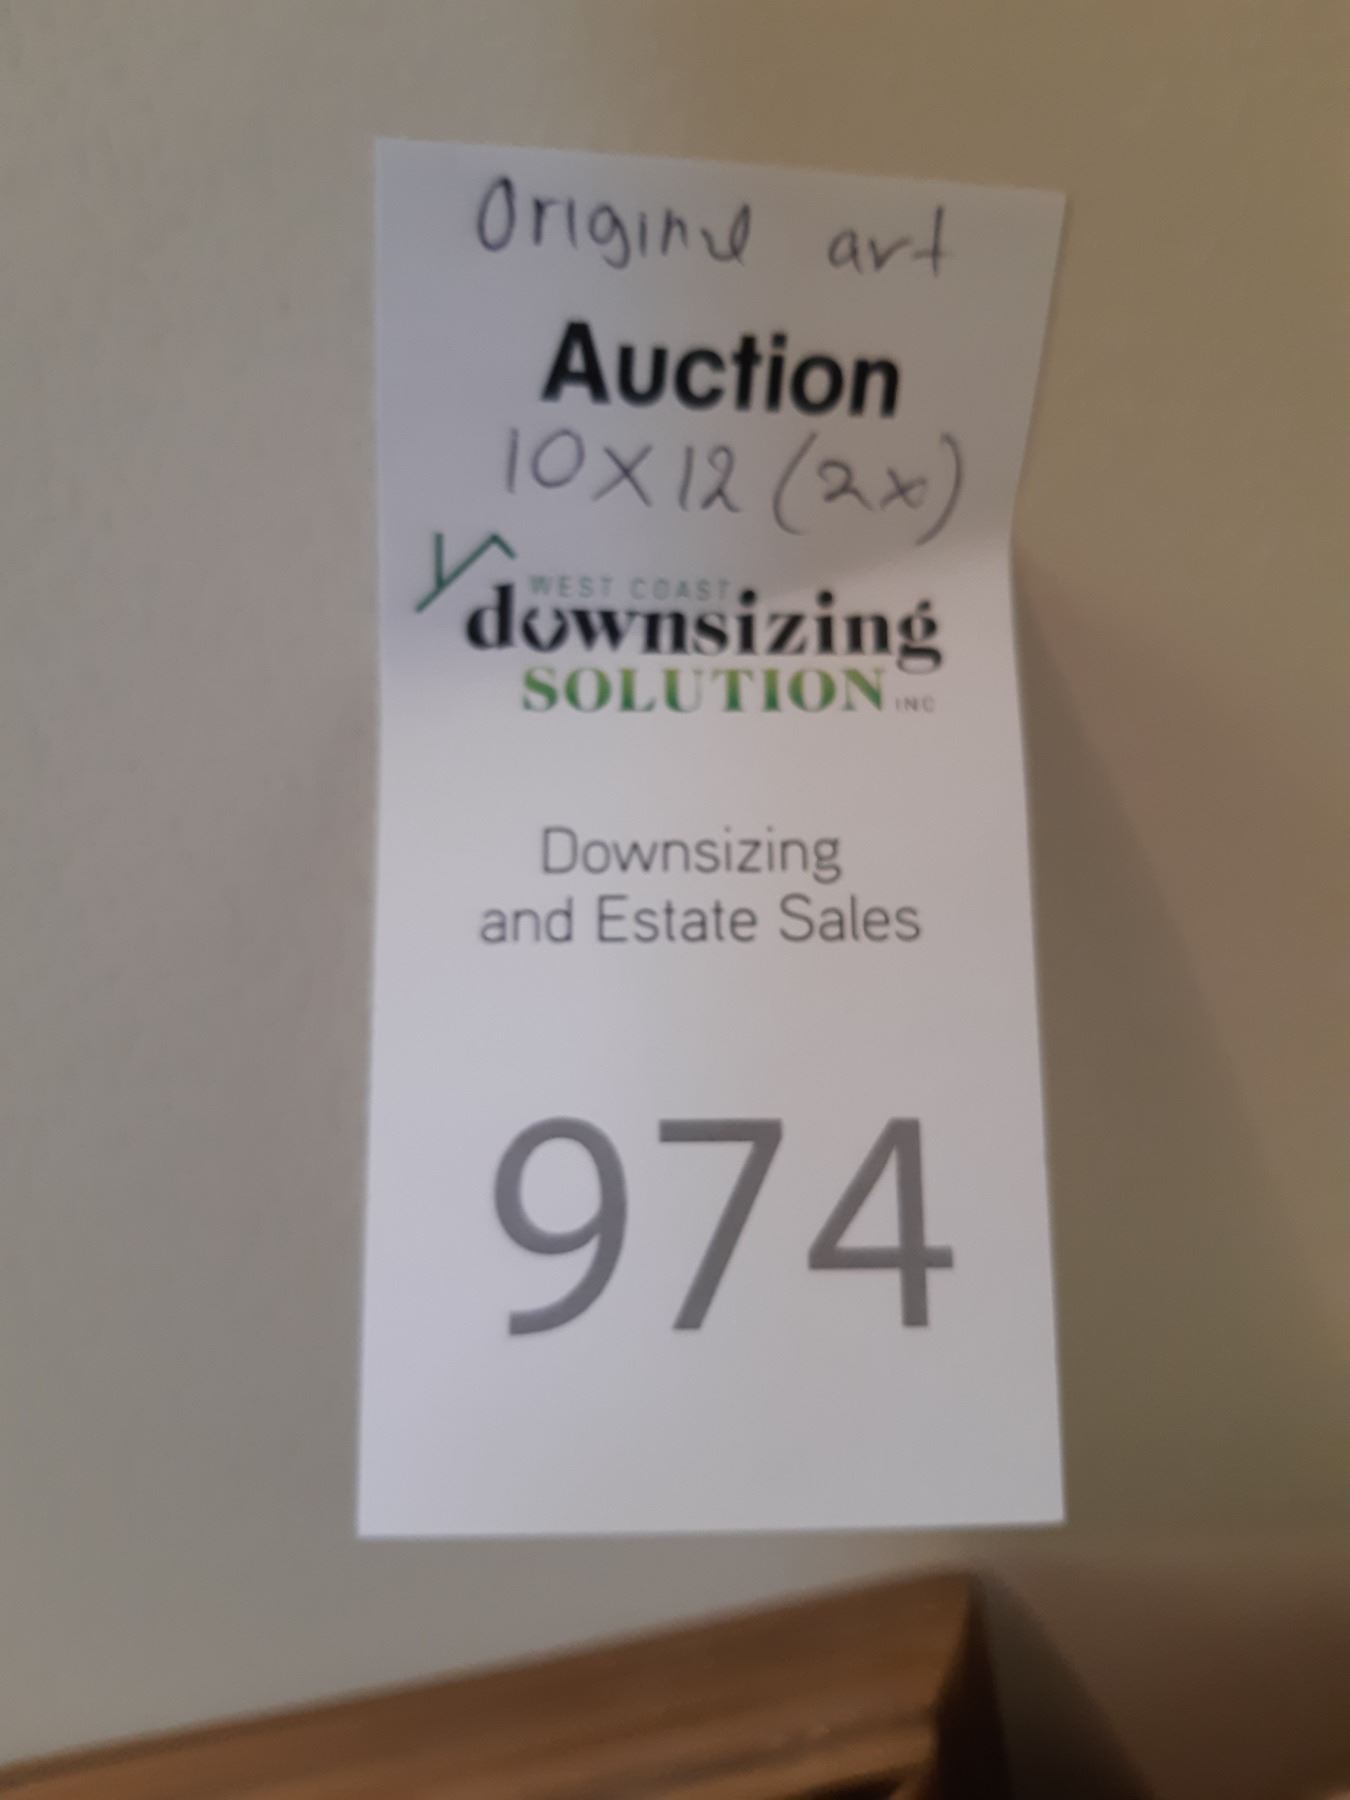 Original art
Auction
10X12 (2x)
WEST COAST
downsizing
SOLUTION INC
Downsizing
and Estate Sales
974